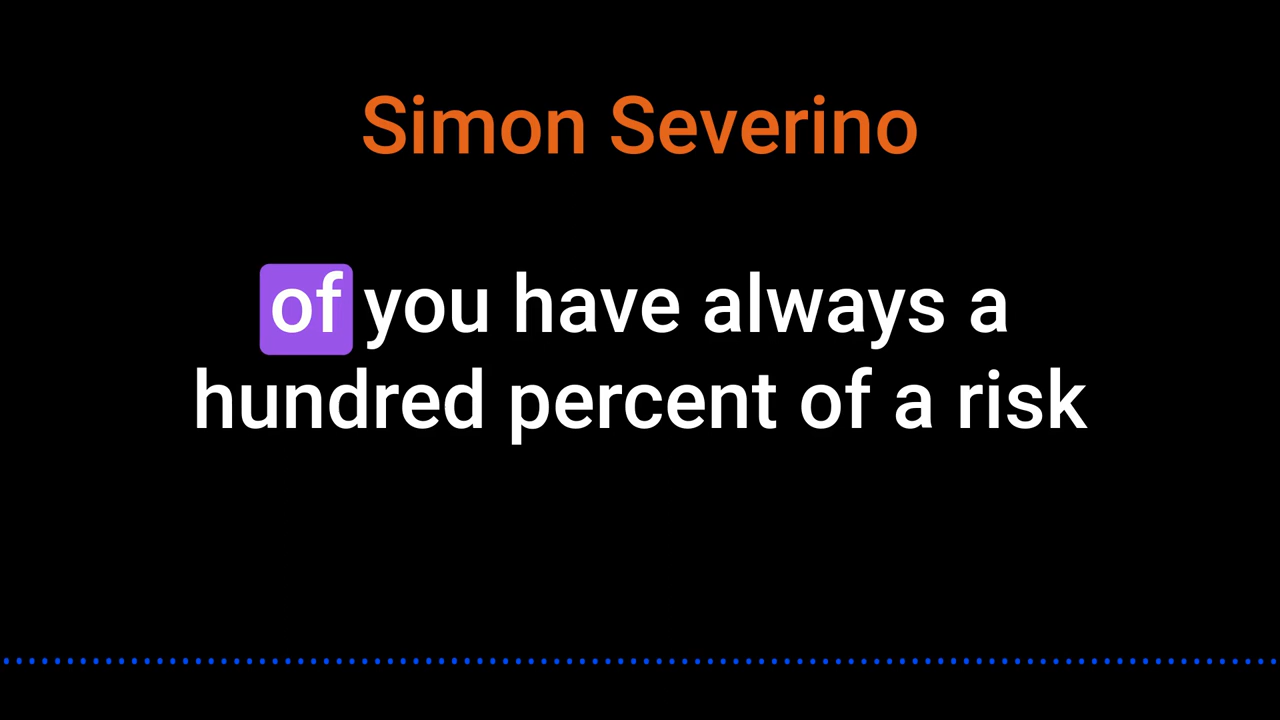 Simon Severino
of you have always a
hundred percent of a risk